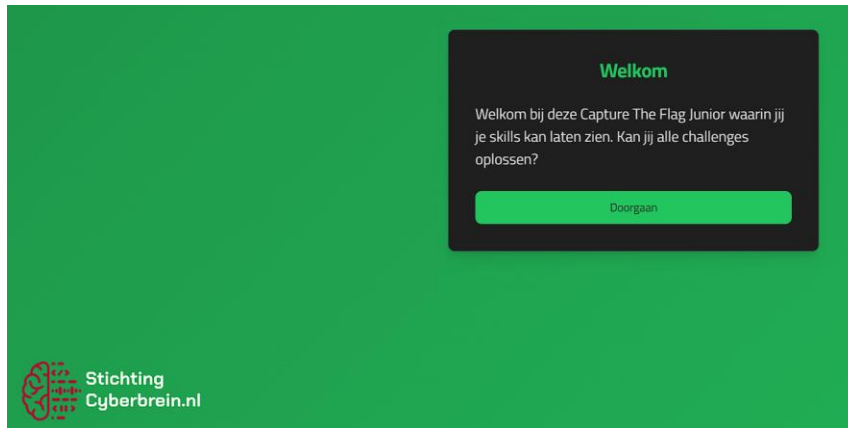 Welkom
Welkom bij deze Capture The Flag Junior waarin jij
je skills kan laten zien. Kan jij alle challenges
oplossen?
Doorgaan
Stichting
Cyberbrein.nl